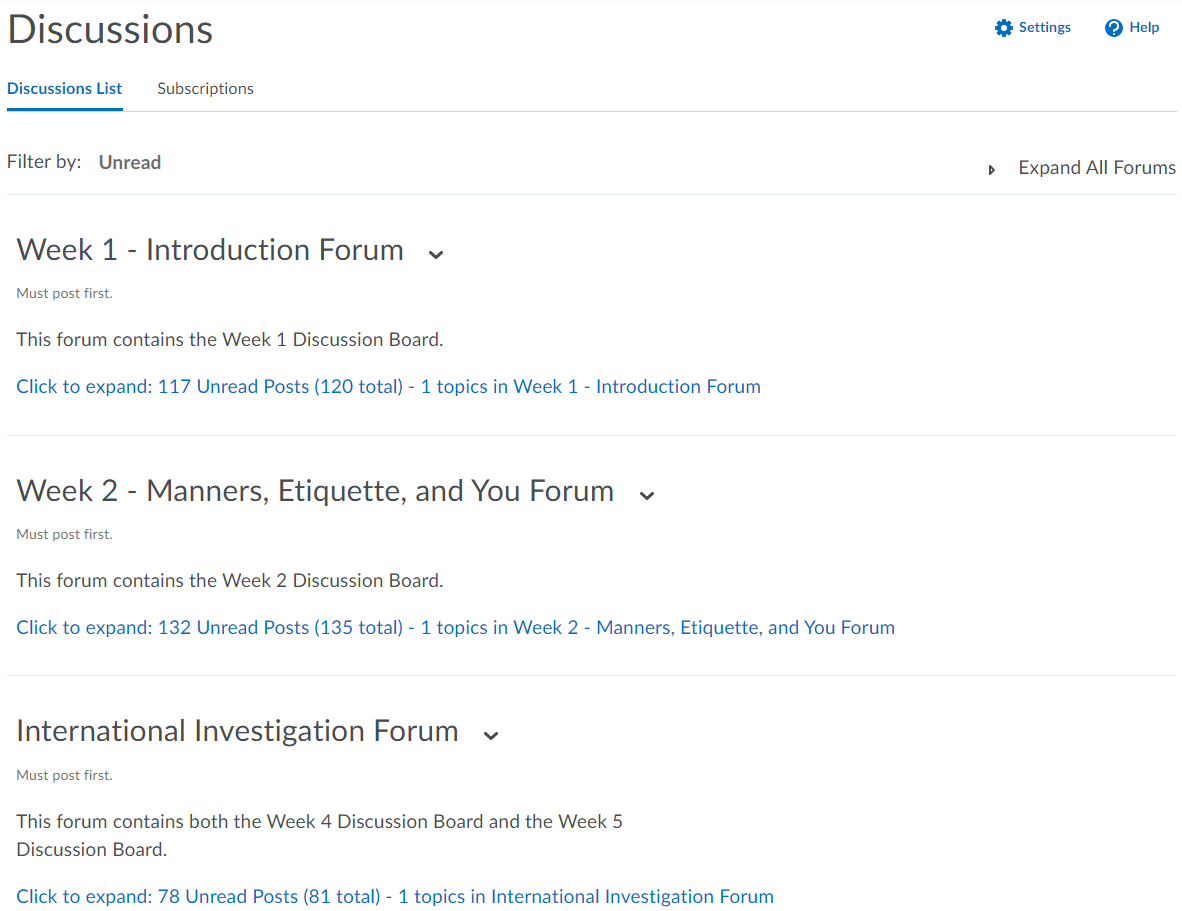 Discussions
Settings
Help
Discussions List
Subscriptions
Filter by: Unread
Expand All Forums
Week 1 - Introduction Forum
Must post first.
This forum contains the Week 1 Discussion Board.
Click to expand: 117 Unread Posts (120 total) - 1 topics in Week 1 - Introduction Forum
Week 2 - Manners, Etiquette, and You Forum
Must post first.
This forum contains the Week 2 Discussion Board.
Click to expand: 132 Unread Posts (135 total) - 1 topics in Week 2 - Manners, Etiquette, and You Forum
International Investigation Forum
Must post first.
This forum contains both the Week 4 Discussion Board and the Week 5
Discussion Board.
Click to expand: 78 Unread Posts (81 total) - 1 topics in International Investigation Forum